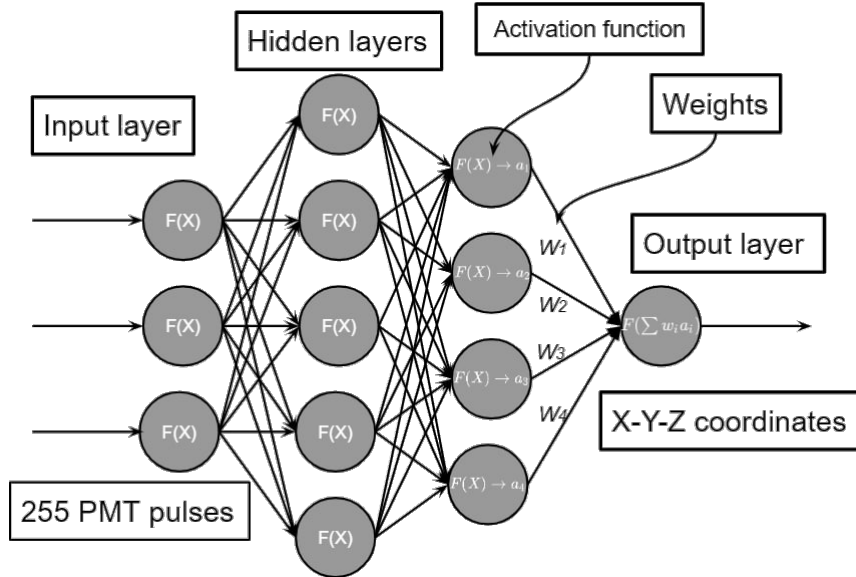 Activation function
Hidden layers
Weights
Input layer
F(X)
F(X)
F(X)
F(X)
F(X)
F(X)
F(X)
F(X)
F(X) → a₁
F(X) → a₂
F(X) → a₃
F(X) → a₄
W1
W2
W3
W4
Output layer
F(∑ wᵢaᵢ)
X-Y-Z coordinates
255 PMT pulses